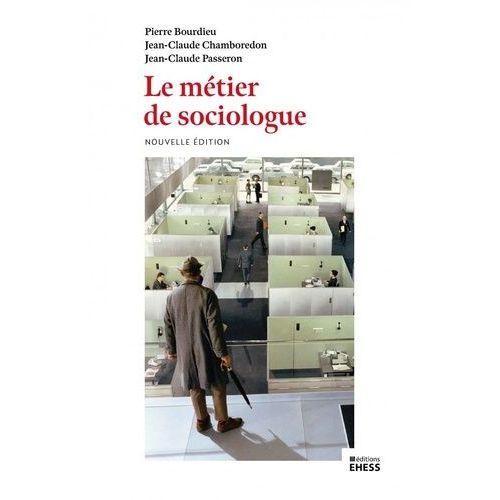 Pierre Bourdieu
Jean-Claude Chamboredon
Jean-Claude Passeron
Le métier
de sociologue
NOUVELLE ÉDITION
éditions
EHESS